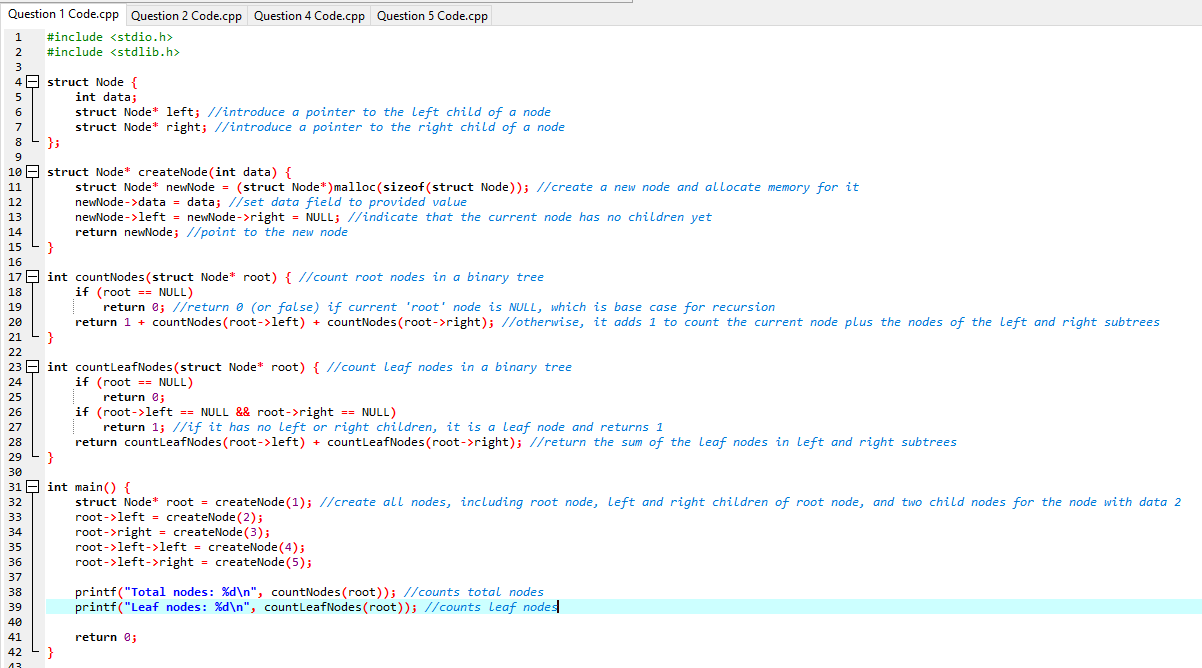 Question 1 Code.cpp Question 2 Code.cpp Question 4 Code.cpp Question 5 Code.cpp
1 #include <stdio.h>
2 #include <stdlib.h>
3
4 struct Node {
5 int data;
6 struct Node* left; //introduce a pointer to the left child of a node
7 struct Node* right; //introduce a pointer to the right child of a node
8 };
9
10 struct Node* createNode(int data) {
11 struct Node* newNode = (struct Node*)malloc(sizeof(struct Node)); //create a new node and allocate memory for it
12 newNode->data = data; //set data field to provided value
13 newNode->left = newNode->right = NULL; //indicate that the current node has no children yet
14 return newNode; //point to the new node
15 }
16
17 int countNodes(struct Node* root) { //count root nodes in a binary tree
18 if (root == NULL)
19 return 0; //return 0 (or false) if current 'root' node is NULL, which is base case for recursion
20 return 1 + countNodes(root->left) + countNodes(root->right); //otherwise, it adds 1 to count the current node plus the nodes of the left and right subtrees
21 }
22
23 int countLeafNodes(struct Node* root) { //count leaf nodes in a binary tree
24 if (root == NULL)
25 return 0;
26 if (root->left == NULL && root->right == NULL)
27 return 1; //if it has no left or right children, it is a leaf node and returns 1
28 return countLeafNodes(root->left) + countLeafNodes(root->right); //return the sum of the leaf nodes in left and right subtrees
29 }
30
31 int main() {
32 struct Node* root = createNode(1); //create all nodes, including root node, left and right children of root node, and two child nodes for the node with data 2
33 root->left = createNode(2);
34 root->right = createNode(3);
35 root->left->left = createNode(4);
36 root->left->right = createNode(5);
37
38 printf("Total nodes: %d\n", countNodes(root)); //counts total nodes
39 printf("Leaf nodes: %d\n", countLeafNodes(root)); //counts leaf nodes
40
41 return 0;
42 }
43